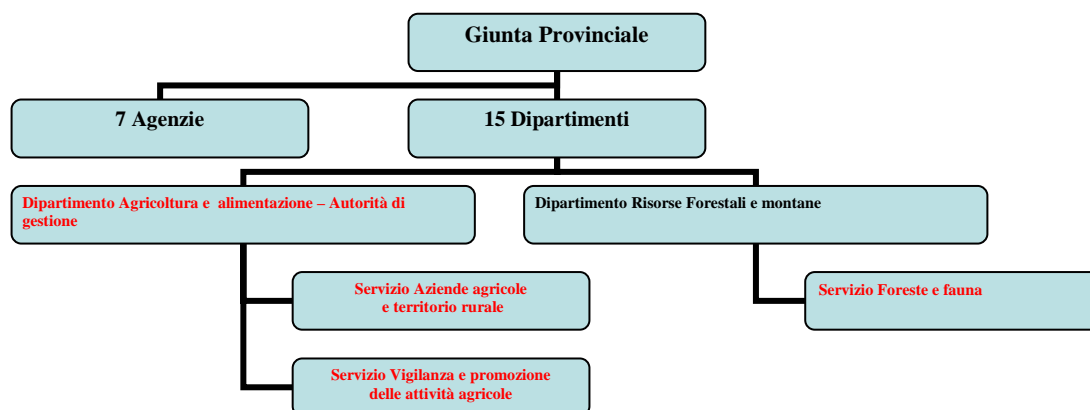 Giunta Provinciale
7 Agenzie
15 Dipartimenti
Dipartimento Agricoltura e alimentazione – Autorità di
gestione
Dipartimento Risorse Forestali e montane
Servizio Aziende agricole
e territorio rurale
Servizio Foreste e fauna
Servizio Vigilanza e promozione
delle attività agricole